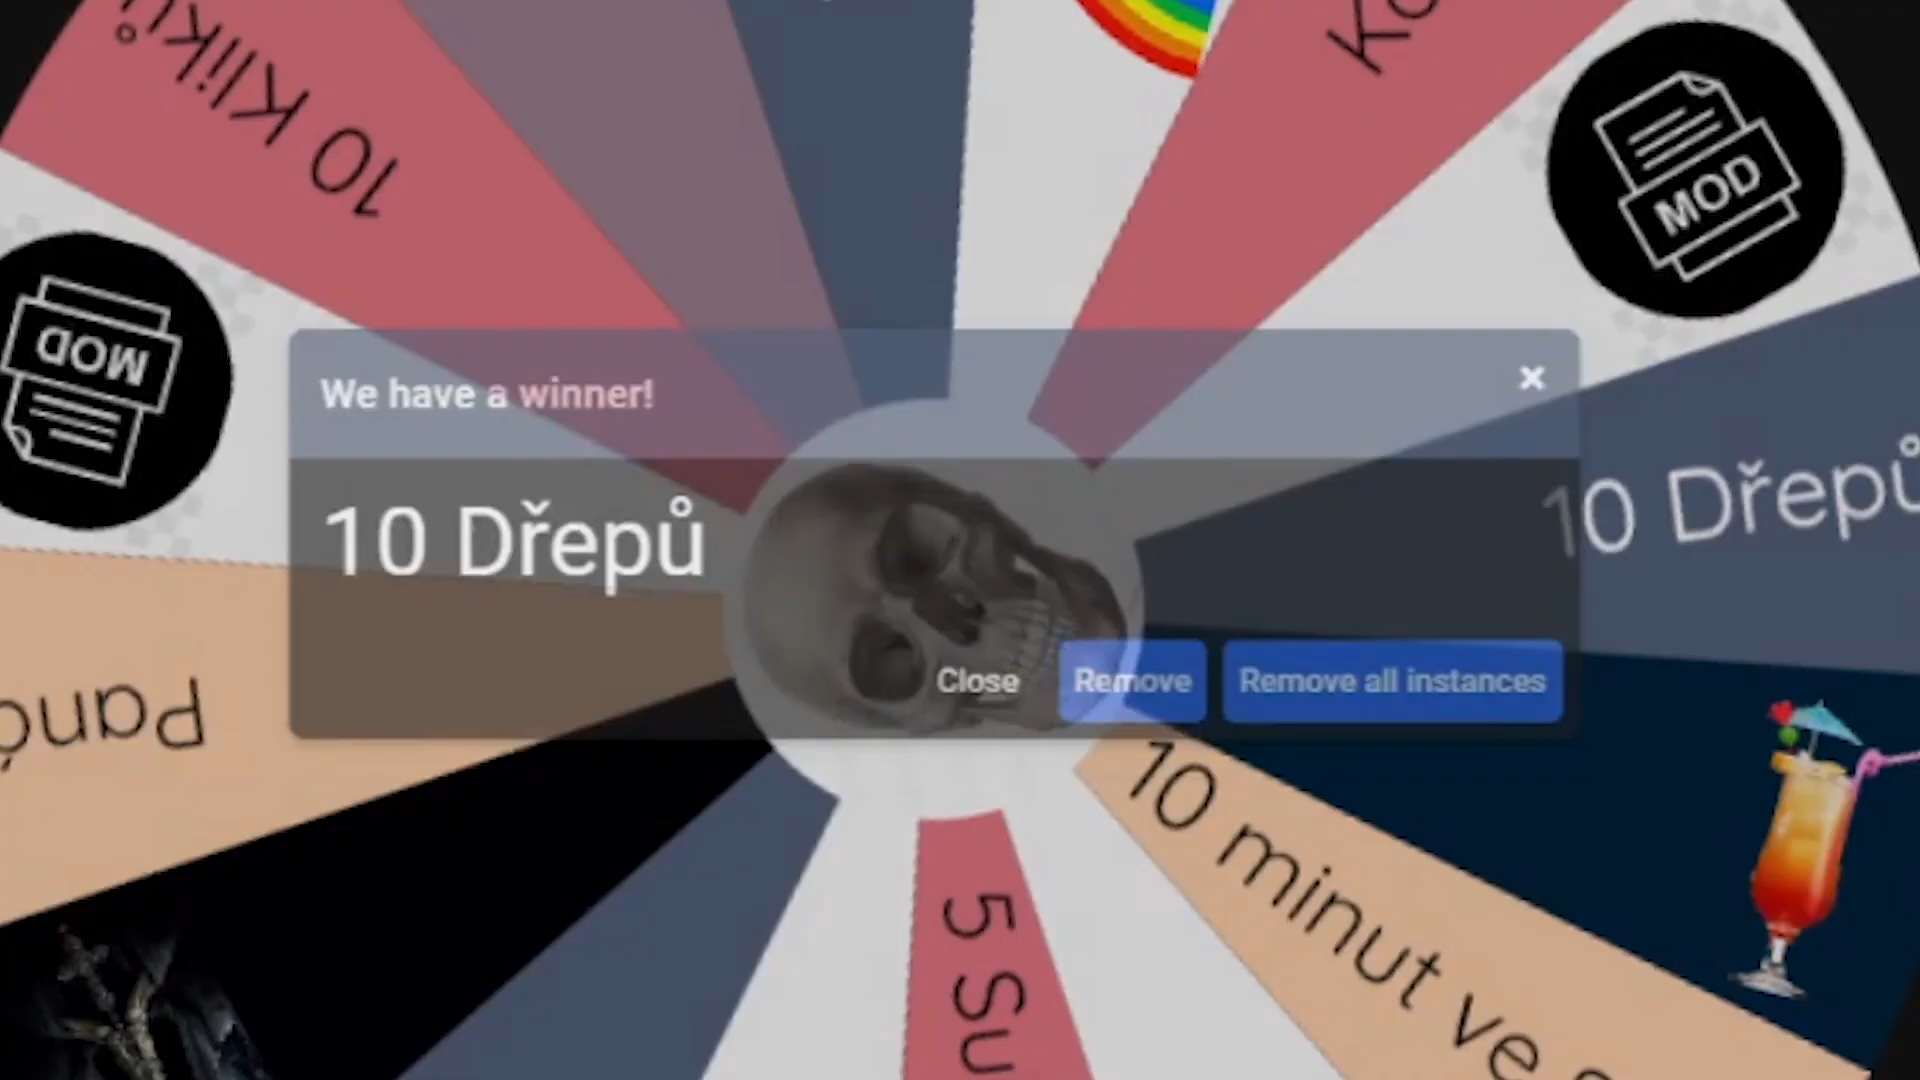 10 Kliků
MOD
MOD
We have a winner!
10 Dřepů
10 Dřepů
Close
Remove
Remove all instances
10 minut ve
5